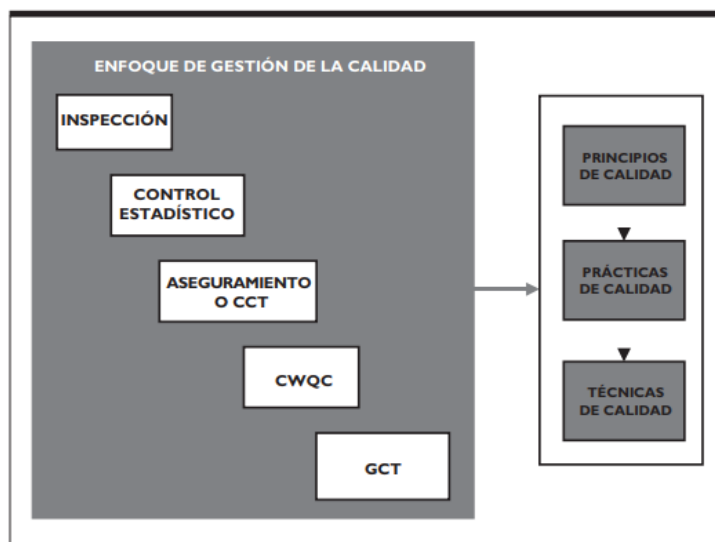 ENFOQUE DE GESTIÓN DE LA CALIDAD
INSPECCIÓN
CONTROL
ESTADÍSTICO
ASEGURAMIENTO
O CCT
CWQC
GCT
PRINCIPIOS
DE CALIDAD
PRÁCTICAS
DE CALIDAD
TÉCNICAS
DE CALIDAD